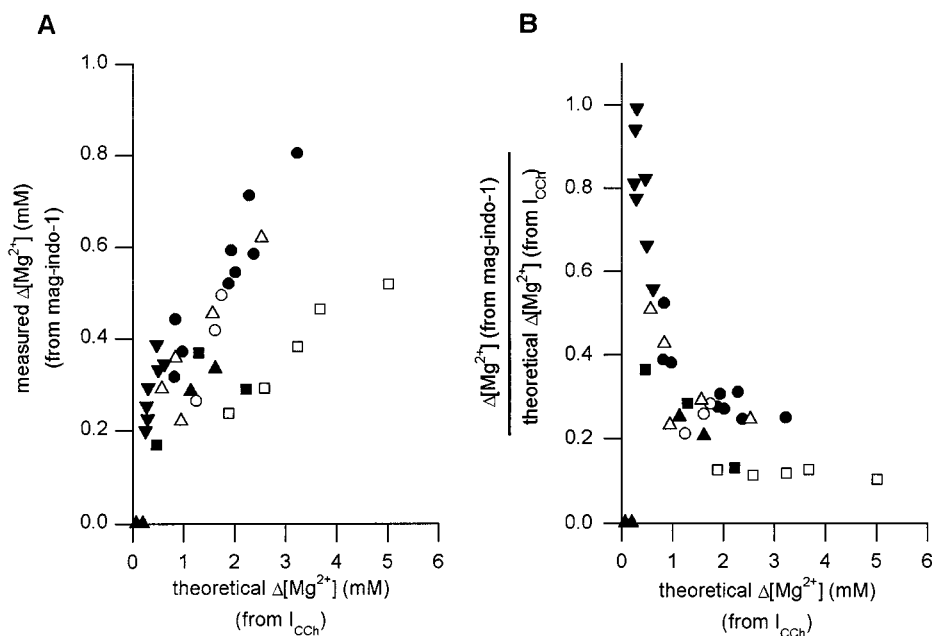 A
1.0
0.8
0.6
0.4
0.2
0.0
measured Δ[Mg²⁺] (mM)
(from mag-indo-1)
0 1 2 3 4 5 6
theoretical Δ[Mg²⁺] (mM)
(from I_CCh)
B
1.0
0.8
0.6
0.4
0.2
0.0
Δ[Mg²⁺] (from mag-indo-1)
theoretical Δ[Mg²⁺] (from I_CCh)
0 1 2 3 4 5 6
theoretical Δ[Mg²⁺] (mM)
(from I_CCh)